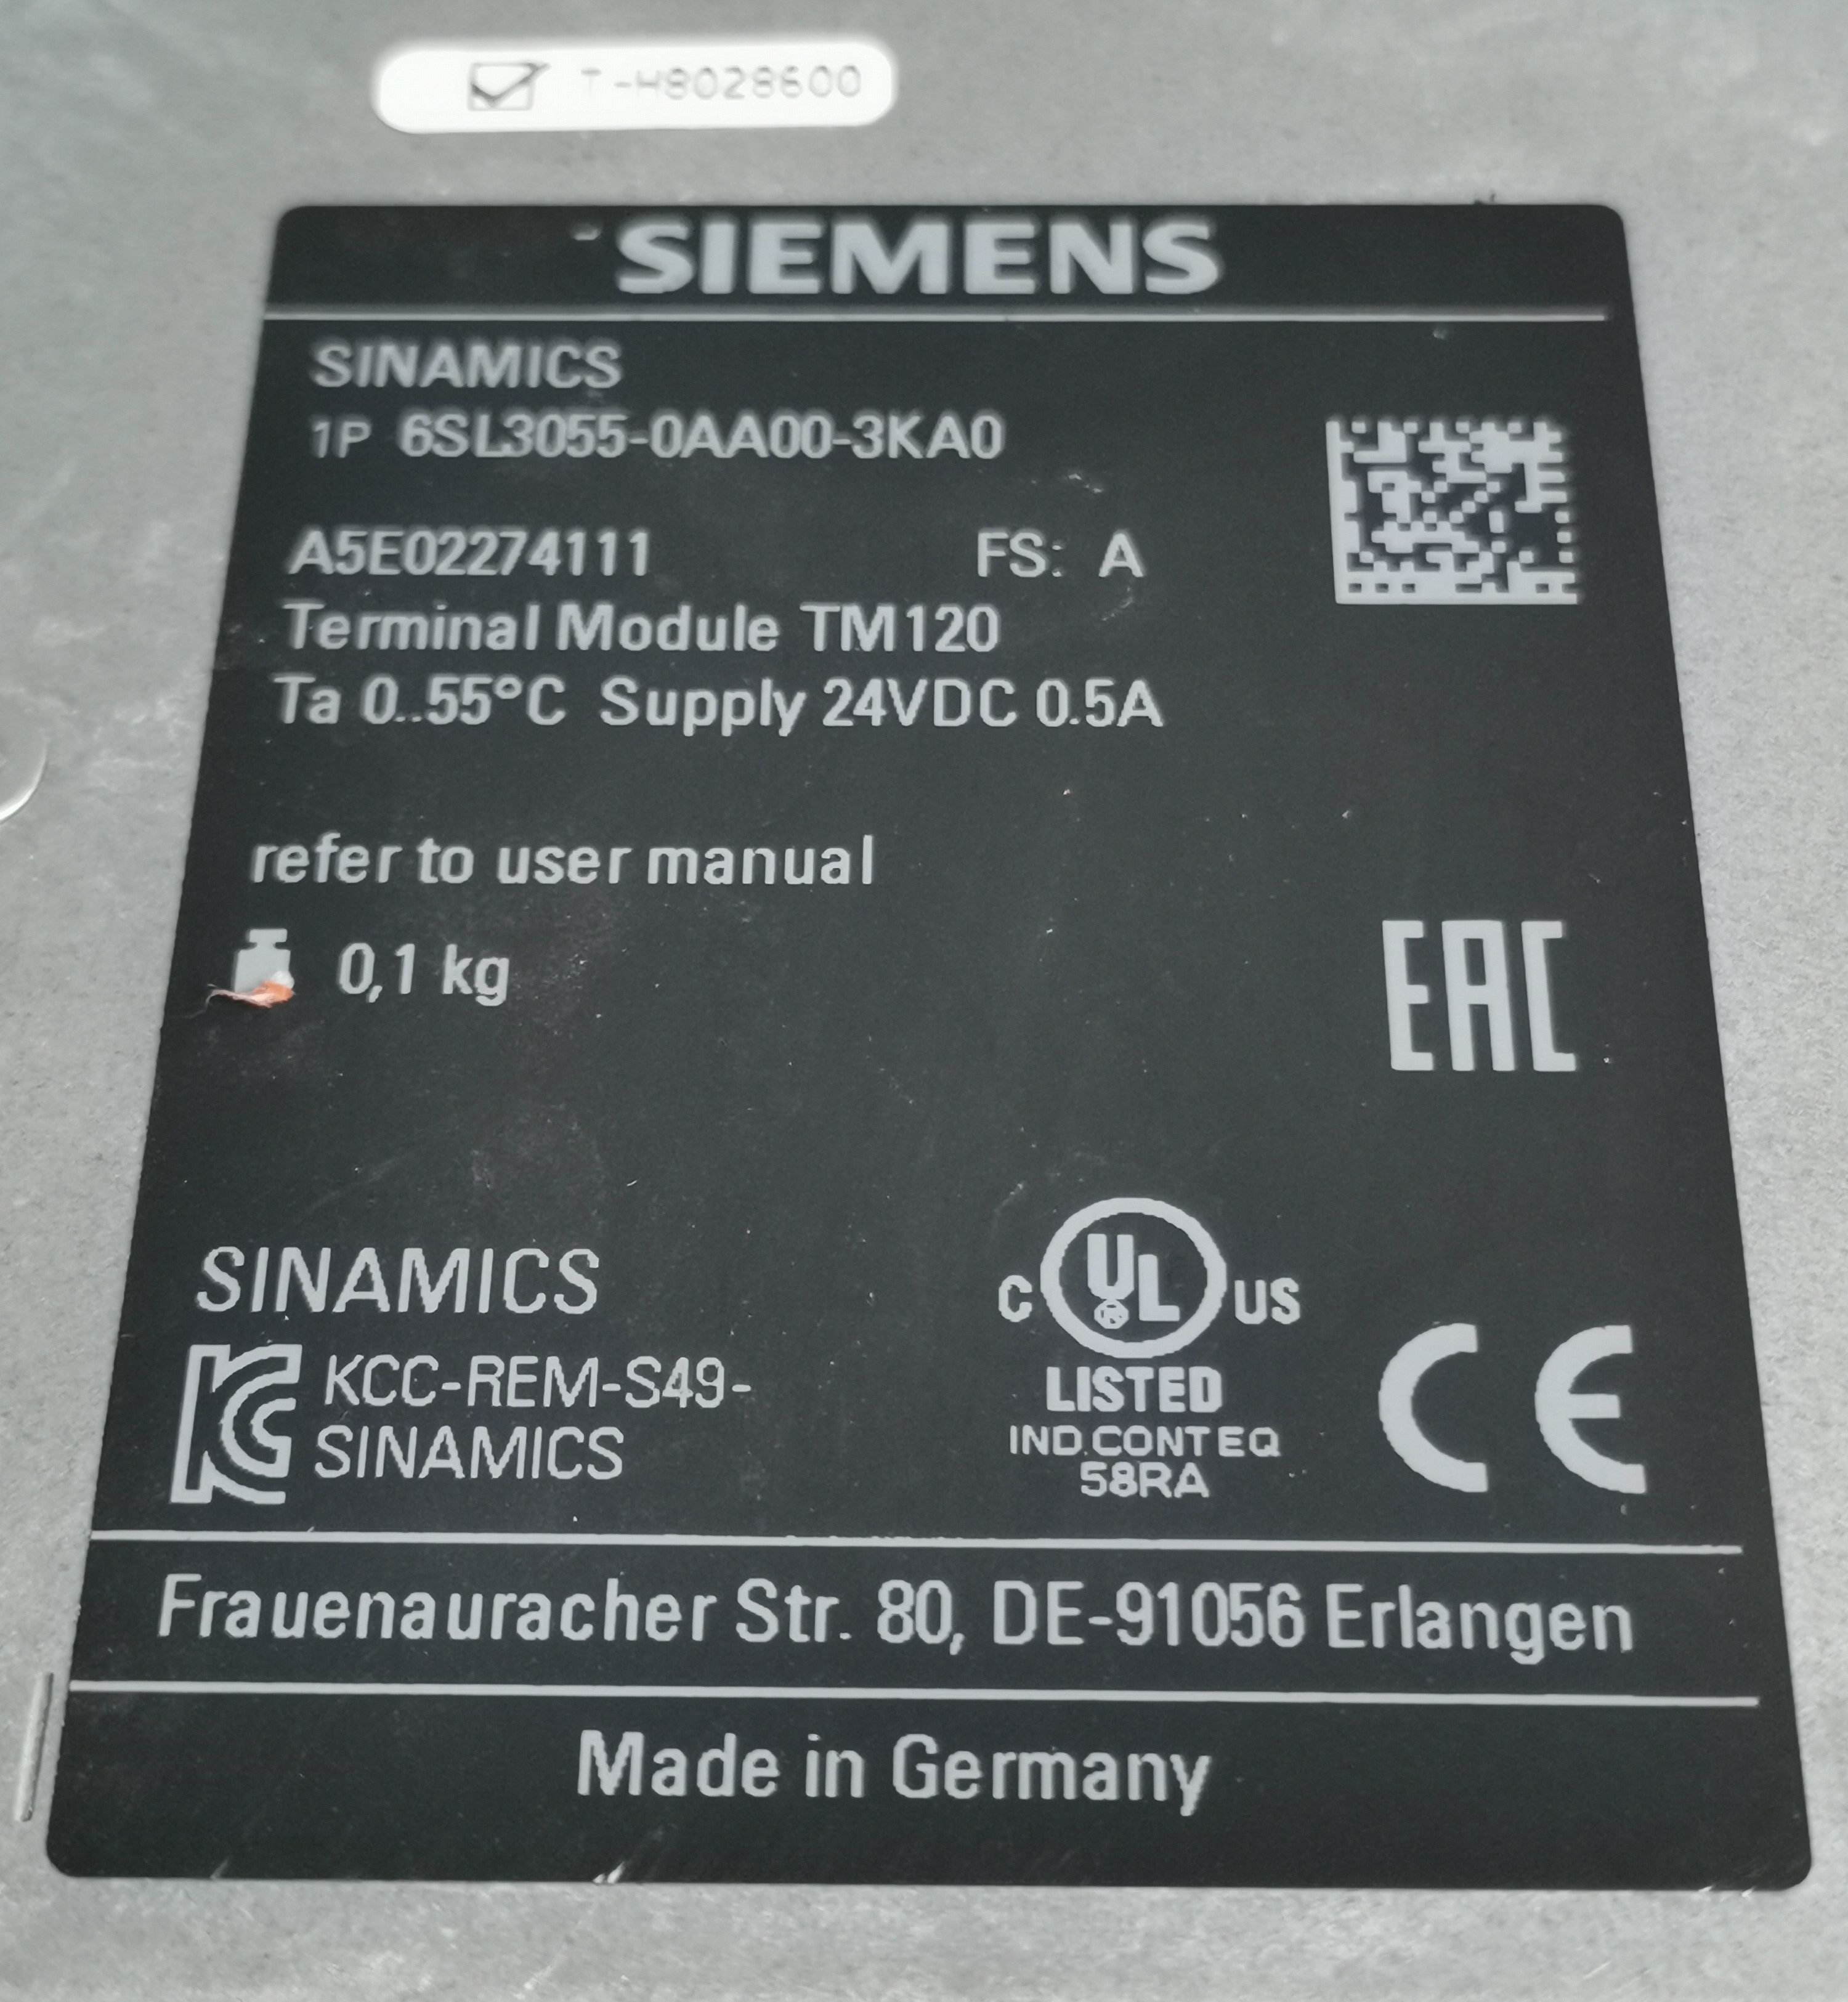 T-H8028600
SIEMENS
SINAMICS
1P 6SL3055-0AA00-3KA0
A5E02274111 FS: A
Terminal Module TM120
Ta 0..55°C Supply 24VDC 0.5A
refer to user manual
0,1 kg
EAC
SINAMICS
KCC-REM-S49-
SINAMICS
C UL US
®
LISTED
IND.CONT EQ
58RA
CE
Frauenauracher Str. 80, DE-91056 Erlangen
Made in Germany